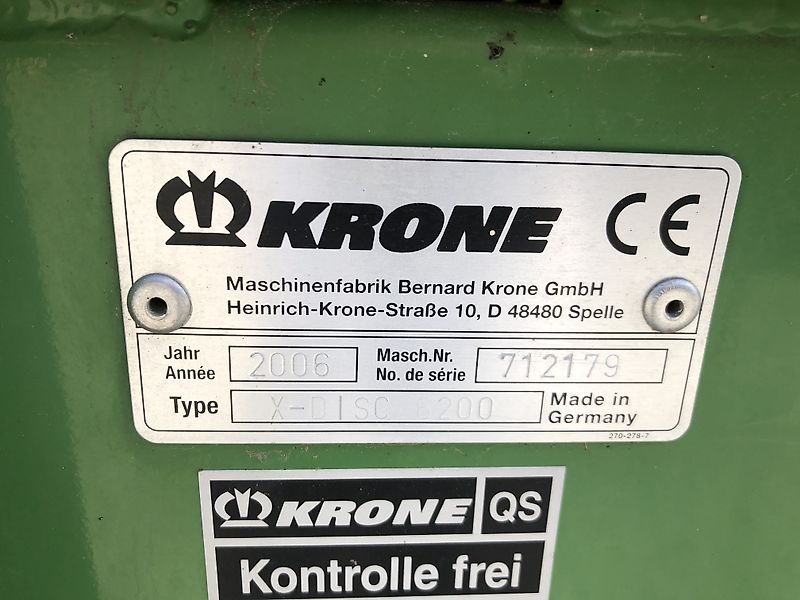 KRONE CE
Maschinenfabrik Bernard Krone GmbH
Heinrich-Krone-Straße 10, D 48480 Spelle
Jahr 2006 Masch.Nr. 712179
Année No. de série
Type X-DISC 6200 Made in
Germany
270-278-7
KRONE QS
Kontrolle frei